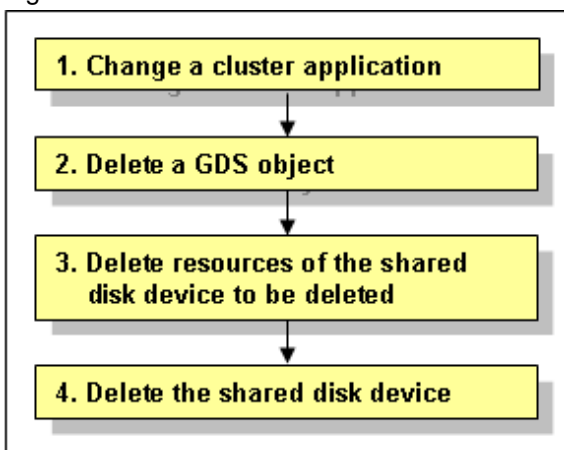 1. Change a cluster application
2. Delete a GDS object
3. Delete resources of the shared
disk device to be deleted
4. Delete the shared disk device